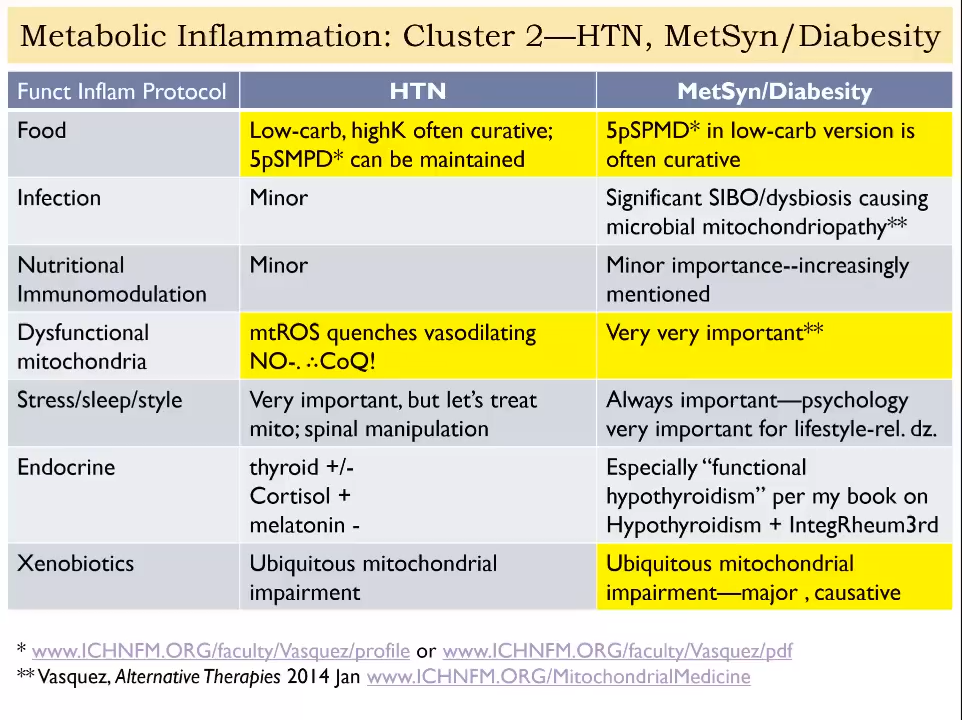 Metabolic Inflammation: Cluster 2—HTN, MetSyn/Diabesity
Funct Inflam Protocol
HTN
MetSyn/Diabesity
Food
Low-carb, highK often curative;
5pSMPD* can be maintained
5pSPMD* in low-carb version is
often curative
Infection
Minor
Significant SIBO/dysbiosis causing
microbial mitochondriopathy**
Nutritional
Immunomodulation
Minor
Minor importance--increasingly
mentioned
Dysfunctional
mitochondria
mtROS quenches vasodilating
NO-. ∴CoQ!
Very very important**
Stress/sleep/style
Very important, but let’s treat
mito; spinal manipulation
Always important—psychology
very important for lifestyle-rel. dz.
Endocrine
thyroid +/-
Cortisol +
melatonin -
Especially “functional
hypothyroidism” per my book on
Hypothyroidism + IntegRheum3rd
Xenobiotics
Ubiquitous mitochondrial
impairment
Ubiquitous mitochondrial
impairment—major , causative
* www.ICHNFM.ORG/faculty/Vasquez/profile or www.ICHNFM.ORG/faculty/Vasquez/pdf
** Vasquez, Alternative Therapies 2014 Jan www.ICHNFM.ORG/MitochondrialMedicine